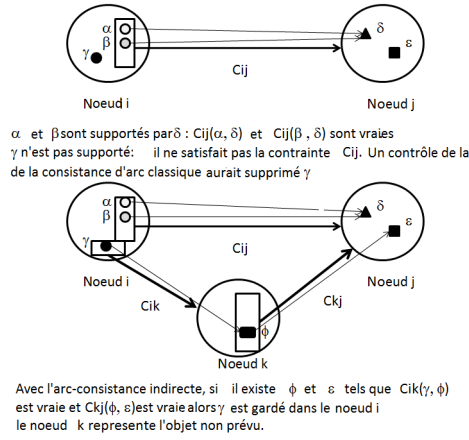 α
β
γ
δ
ε
Cij
Noeud i
Noeud j
α et β sont supportés par δ : Cij(α, δ) et Cij(β , δ) sont vraies
γ n'est pas supporté: il ne satisfait pas la contrainte Cij. Un contrôle de la
de la consistance d'arc classique aurait supprimé γ
α
β
γ
δ
ε
Cij
Noeud i
Noeud j
Cik
Ckj
ϕ
Noeud k
Avec l'arc-consistance indirecte, si il existe ϕ et ε tels que Cik(γ, ϕ)
est vraie et Ckj(ϕ, ε)est vraie alors γ est gardé dans le noeud i
le noeud k represente l'objet non prévu.